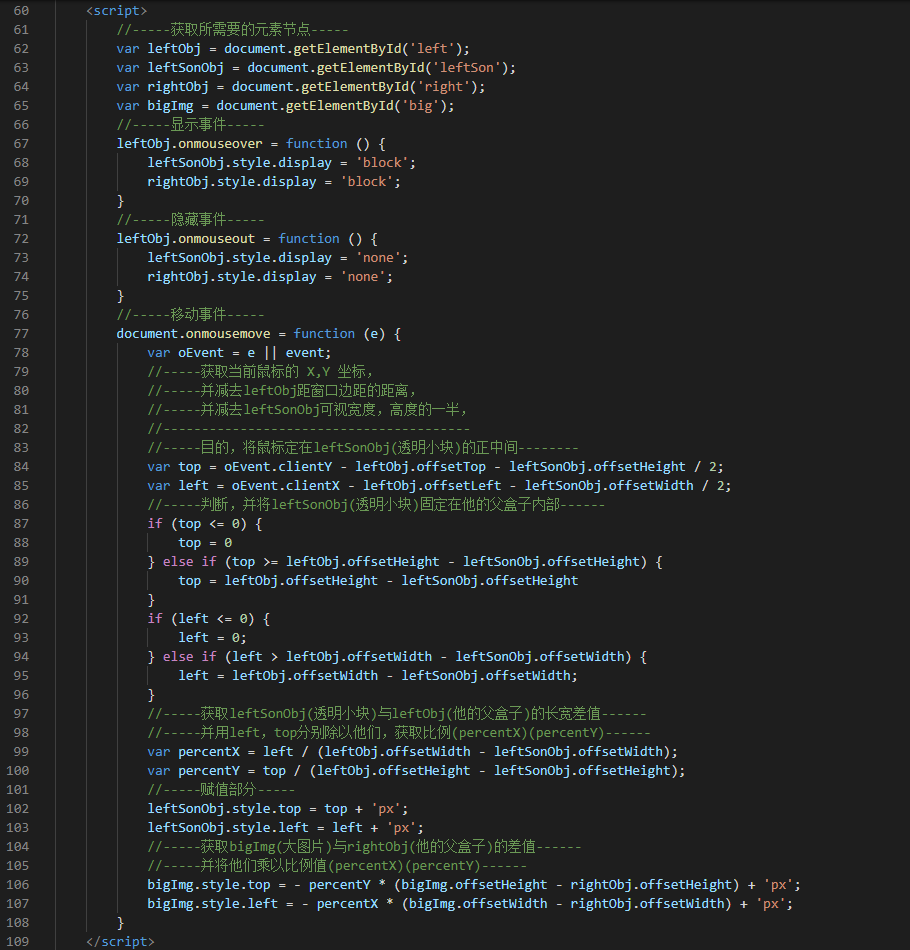 60 <script>
61 //-----获取所需要的元素节点-----
62 var leftObj = document.getElementById('left');
63 var leftSonObj = document.getElementById('leftSon');
64 var rightObj = document.getElementById('right');
65 var bigImg = document.getElementById('big');
66 //-----显示事件-----
67 leftObj.onmouseover = function () {
68 leftSonObj.style.display = 'block';
69 rightObj.style.display = 'block';
70 }
71 //-----隐藏事件-----
72 leftObj.onmouseout = function () {
73 leftSonObj.style.display = 'none';
74 rightObj.style.display = 'none';
75 }
76 //-----移动事件-----
77 document.onmousemove = function (e) {
78 var oEvent = e || event;
79 //-----获取当前鼠标的 X,Y 坐标，
80 //-----并减去leftObj距窗口边距的距离，
81 //-----并减去leftSonObj可视宽度，高度的一半，
82 //----------------------------------------
83 //-----目的，将鼠标定在leftSonObj(透明小块)的正中间--------
84 var top = oEvent.clientY - leftObj.offsetTop - leftSonObj.offsetHeight / 2;
85 var left = oEvent.clientX - leftObj.offsetLeft - leftSonObj.offsetWidth / 2;
86 //-----判断，并将leftSonObj(透明小块)固定在他的父盒子内部------
87 if (top <= 0) {
88 top = 0
89 } else if (top >= leftObj.offsetHeight - leftSonObj.offsetHeight) {
90 top = leftObj.offsetHeight - leftSonObj.offsetHeight
91 }
92 if (left <= 0) {
93 left = 0;
94 } else if (left > leftObj.offsetWidth - leftSonObj.offsetWidth) {
95 left = leftObj.offsetWidth - leftSonObj.offsetWidth;
96 }
97 //-----获取leftSonObj(透明小块)与leftObj(他的父盒子)的长宽差值------
98 //-----并用left，top分别除以他们，获取比例(percentX)(percentY)------
99 var percentX = left / (leftObj.offsetWidth - leftSonObj.offsetWidth);
100 var percentY = top / (leftObj.offsetHeight - leftSonObj.offsetHeight);
101 //-----赋值部分-----
102 leftSonObj.style.top = top + 'px';
103 leftSonObj.style.left = left + 'px';
104 //-----获取bigImg(大图片)与rightObj(他的父盒子)的差值------
105 //-----并将他们乘以比例值(percentX)(percentY)------
106 bigImg.style.top = - percentY * (bigImg.offsetHeight - rightObj.offsetHeight) + 'px';
107 bigImg.style.left = - percentX * (bigImg.offsetWidth - rightObj.offsetWidth) + 'px';
108 }
109 </script>